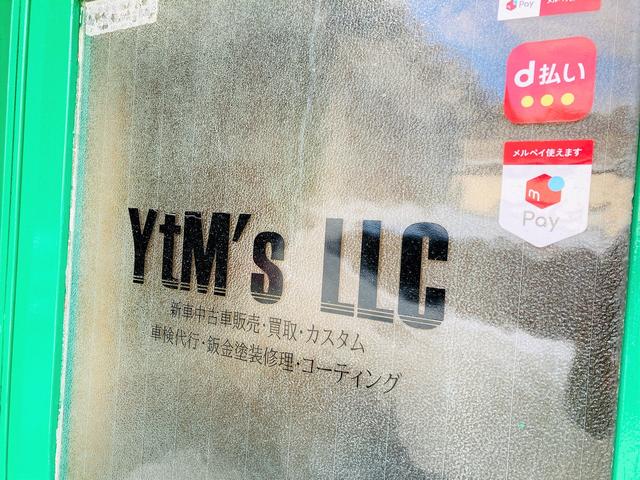 Pay
d払い
メルペイ使えます
m
Pay
YtM's LLC
新車中古車販売・買取・カスタム
車検代行・鈑金塗装修理・コーティング